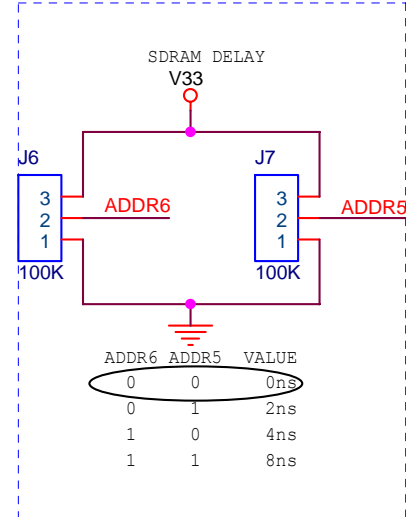 SDRAM DELAY
V33
J6
J7
3
2
1
ADDR6
3
2
1
ADDR5
100K
100K
ADDR6 ADDR5 VALUE
0 0 0ns
0 1 2ns
1 0 4ns
1 1 8ns